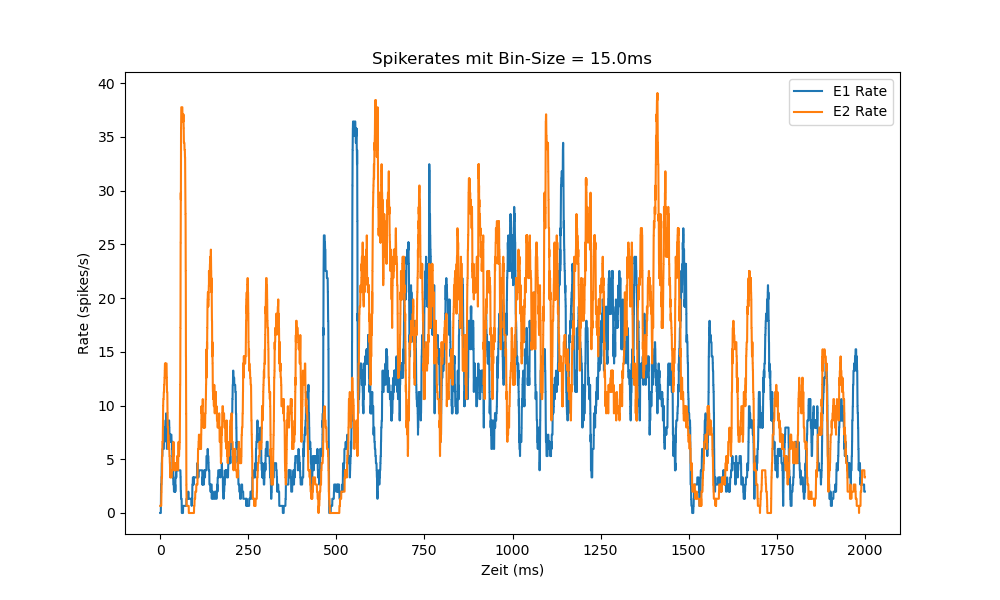 Spikerates mit Bin-Size = 15.0ms
E1 Rate
E2 Rate
40
35
30
25
20
15
10
5
0
Rate (spikes/s)
0 250 500 750 1000 1250 1500 1750 2000
Zeit (ms)